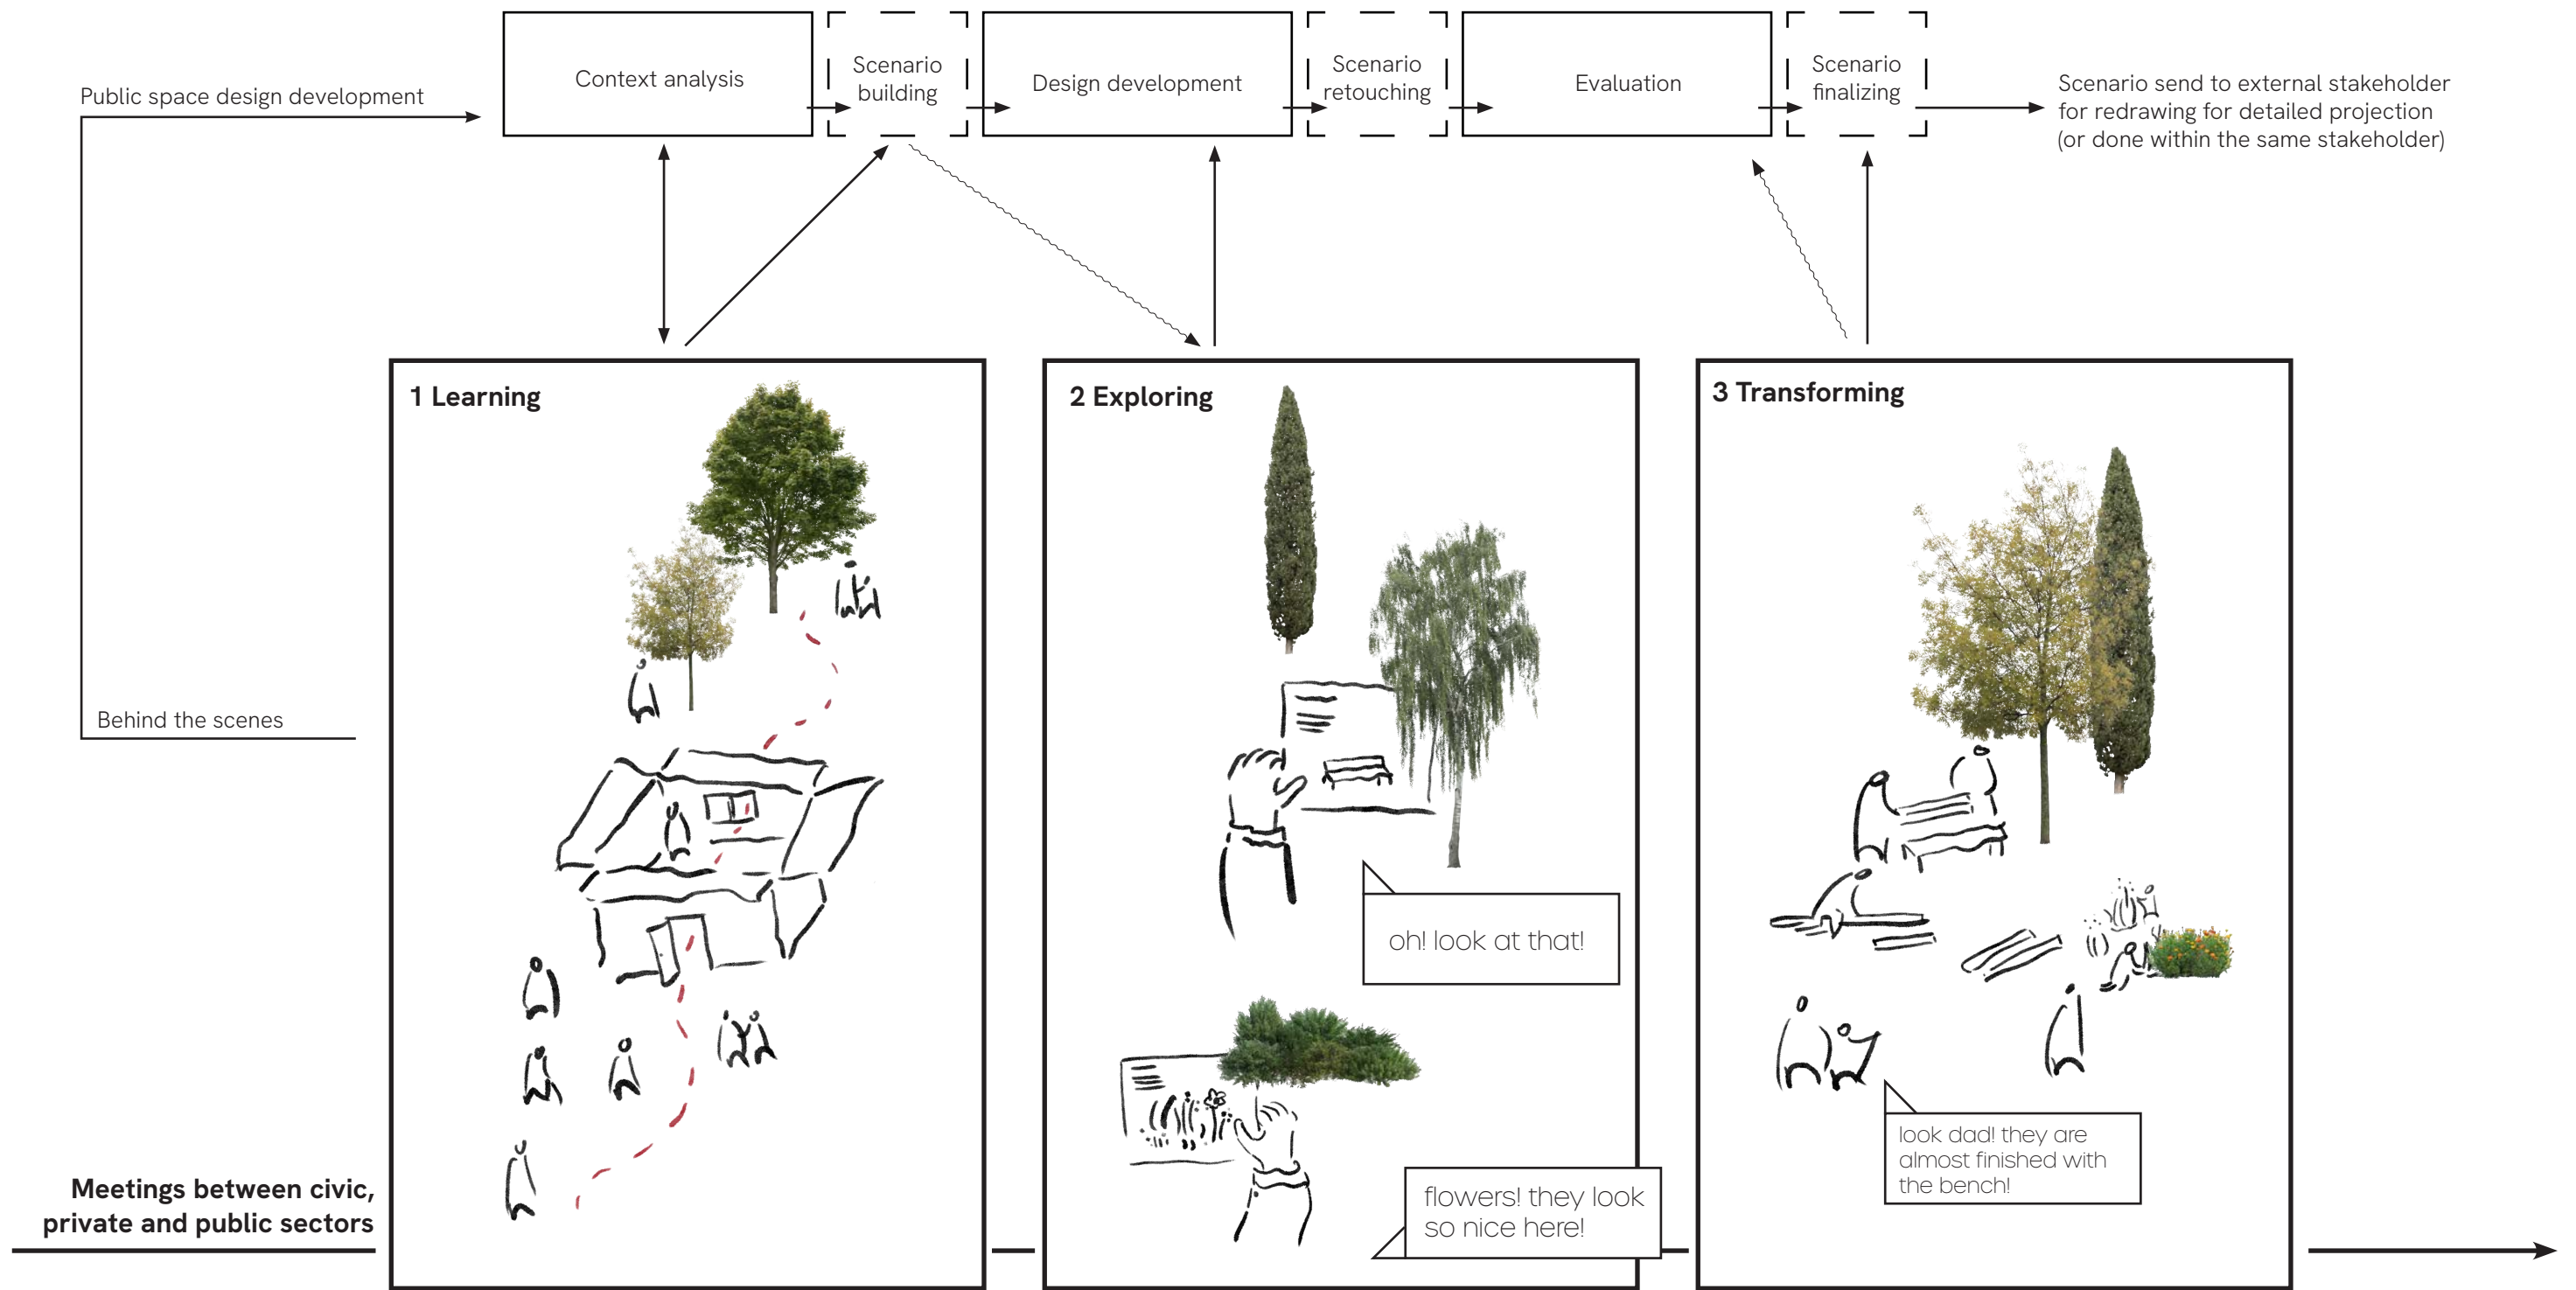 Public space design development
Context analysis
Scenario
building
Design development
Scenario
retouching
Evaluation
Scenario
finalizing
Scenario send to external stakeholder
for redrawing for detailed projection
(or done within the same stakeholder)
Behind the scenes
1 Learning
2 Exploring
oh! look at that!
flowers! they look
so nice here!
3 Transforming
look dad! they are
almost finished with
the bench!
Meetings between civic,
private and public sectors